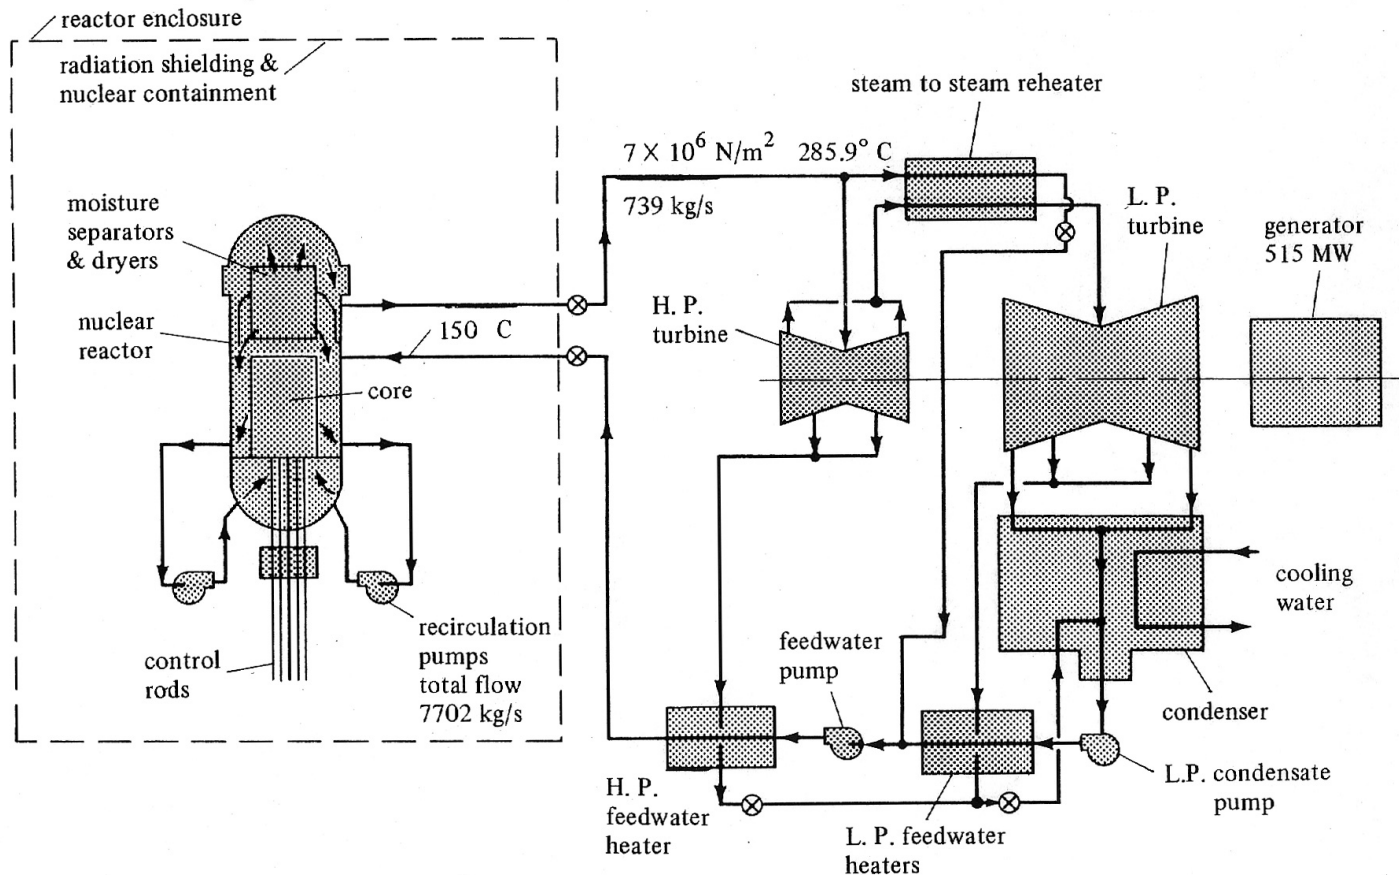 reactor enclosure
radiation shielding &
nuclear containment
steam to steam reheater
7 × 10⁶ N/m² 285.9° C
739 kg/s
moisture
separators
& dryers
L. P.
turbine
generator
515 MW
H. P.
turbine
nuclear
reactor
150 C
core
cooling
water
recirculation
pumps
total flow
7702 kg/s
control
rods
feedwater
pump
condenser
L.P. condensate
pump
H. P.
feedwater
heater
L. P. feedwater
heaters